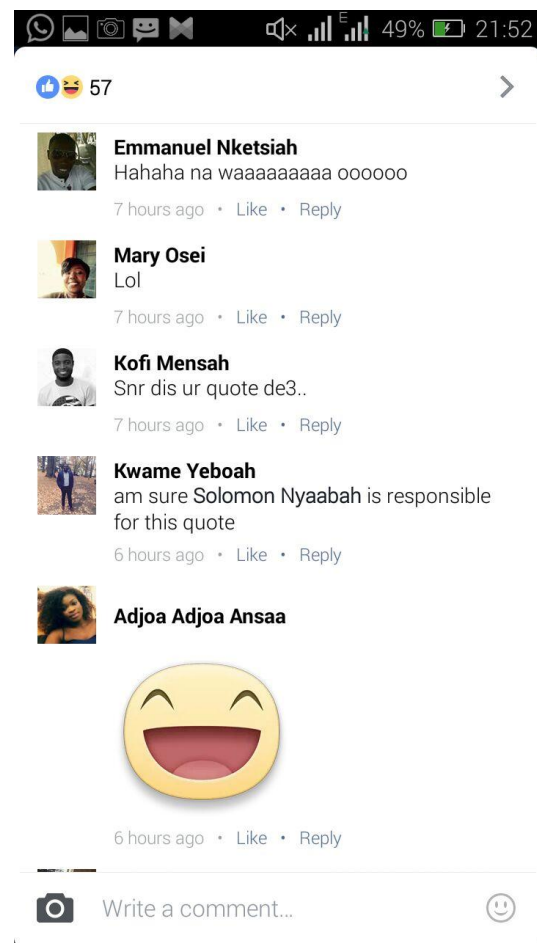 E
49% 21:52
57
Emmanuel Nketsiah
Hahaha na waaaaaaaaa oooooo
7 hours ago • Like • Reply
Mary Osei
Lol
7 hours ago • Like • Reply
Kofi Mensah
Snr dis ur quote de3..
7 hours ago • Like • Reply
Kwame Yeboah
am sure Solomon Nyaabah is responsible
for this quote
6 hours ago • Like • Reply
Adjoa Adjoa Ansaa
6 hours ago • Like • Reply
Write a comment...